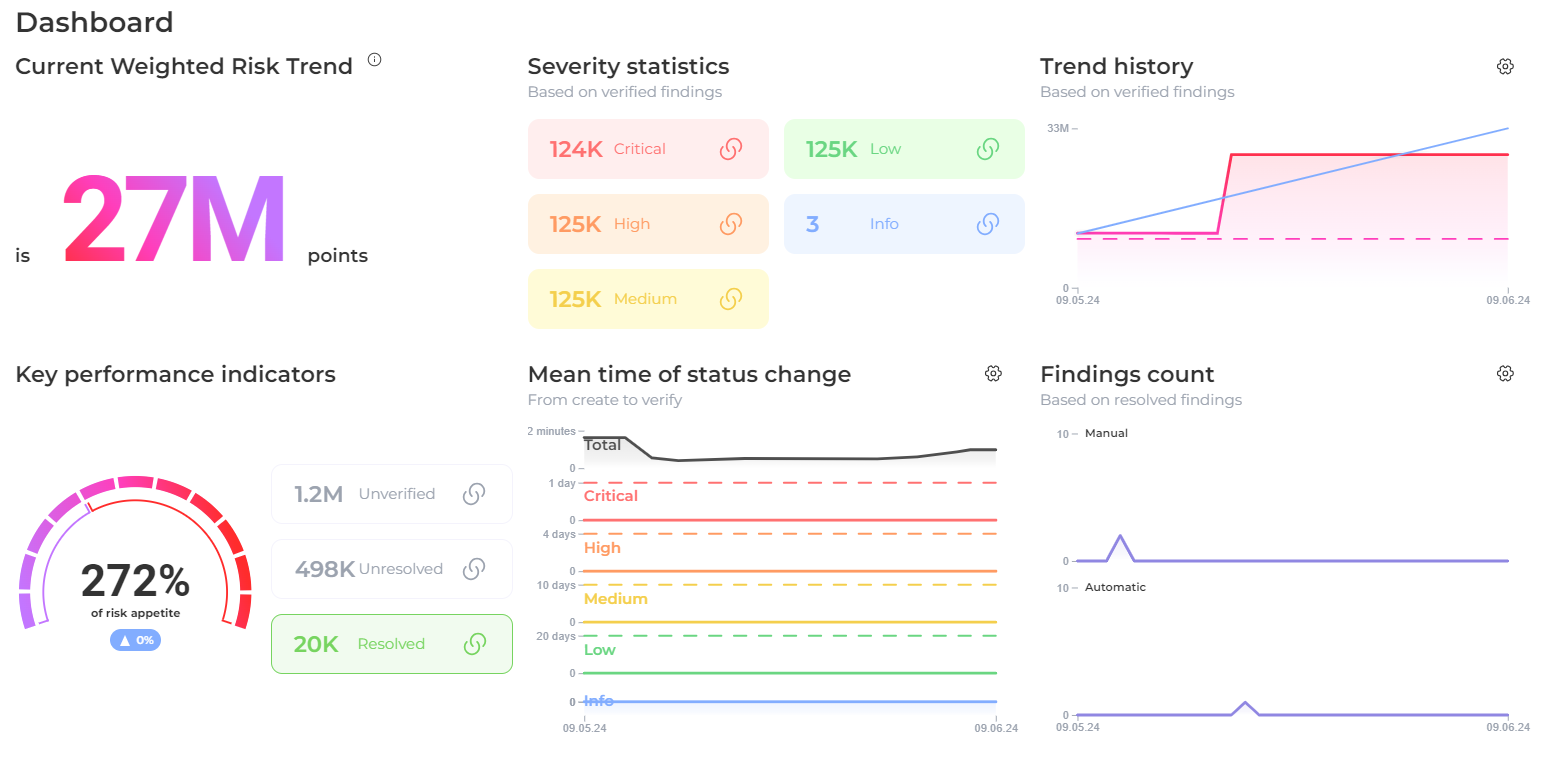 Dashboard
Current Weighted Risk Trend
is 27M points
Severity statistics
Based on verified findings
124K Critical
125K Low
125K High
3 Info
125K Medium
Trend history
Based on verified findings
33M
0
09.05.24 09.06.24
Key performance indicators
272%
of risk appetite
0%
1.2M Unverified
498K Unresolved
20K Resolved
Mean time of status change
From create to verify
2 minutes
Total
0
1 day
Critical
0
4 days
High
0
10 days
Medium
0
20 days
Low
0
0 Info
09.05.24 09.06.24
Findings count
Based on resolved findings
10 Manual
0
10 Automatic
0
09.05.24 09.06.24